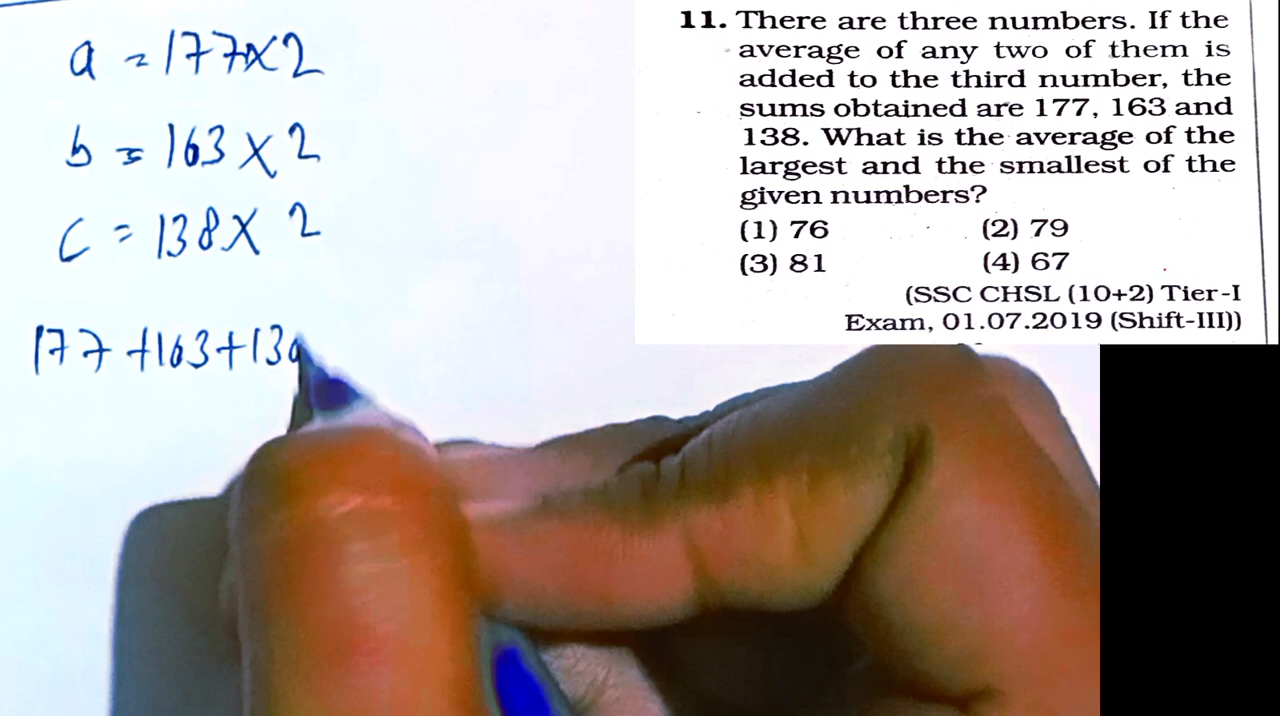 a = 177×2
b = 163 × 2
c = 138× 2
177 +163+13
11. There are three numbers. If the
average of any two of them is
added to the third number, the
sums obtained are 177, 163 and
138. What is the average of the
largest and the smallest of the
given numbers?
(1) 76 (2) 79
(3) 81 (4) 67
(SSC CHSL (10+2) Tier-I
Exam, 01.07.2019 (Shift-III))